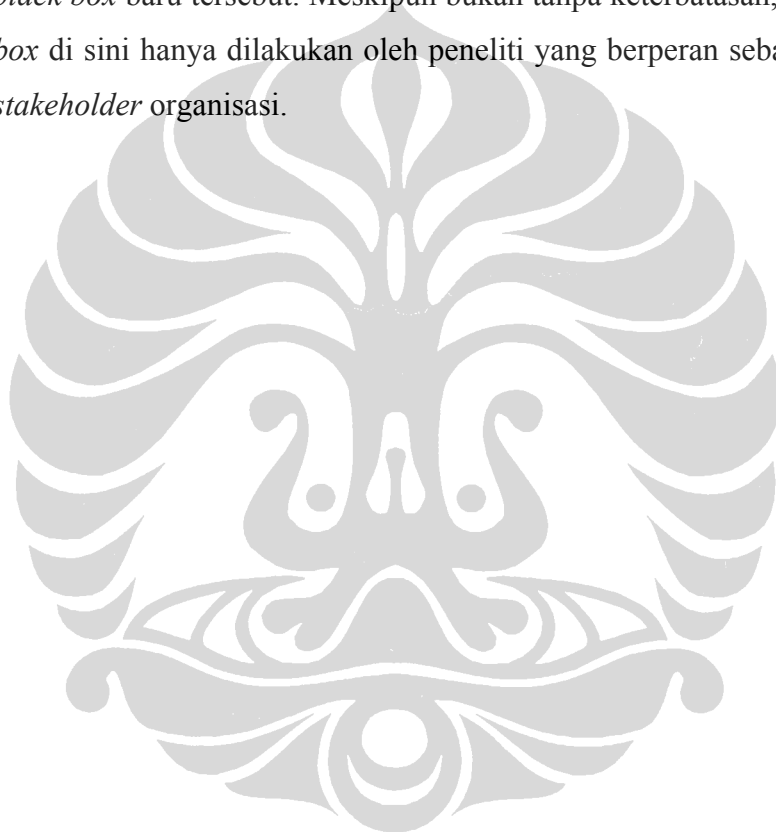 black box baru tersebut. Meskipun bukan tanpa keterbatasan,
box di sini hanya dilakukan oleh peneliti yang berperan seba
stakeholder organisasi.